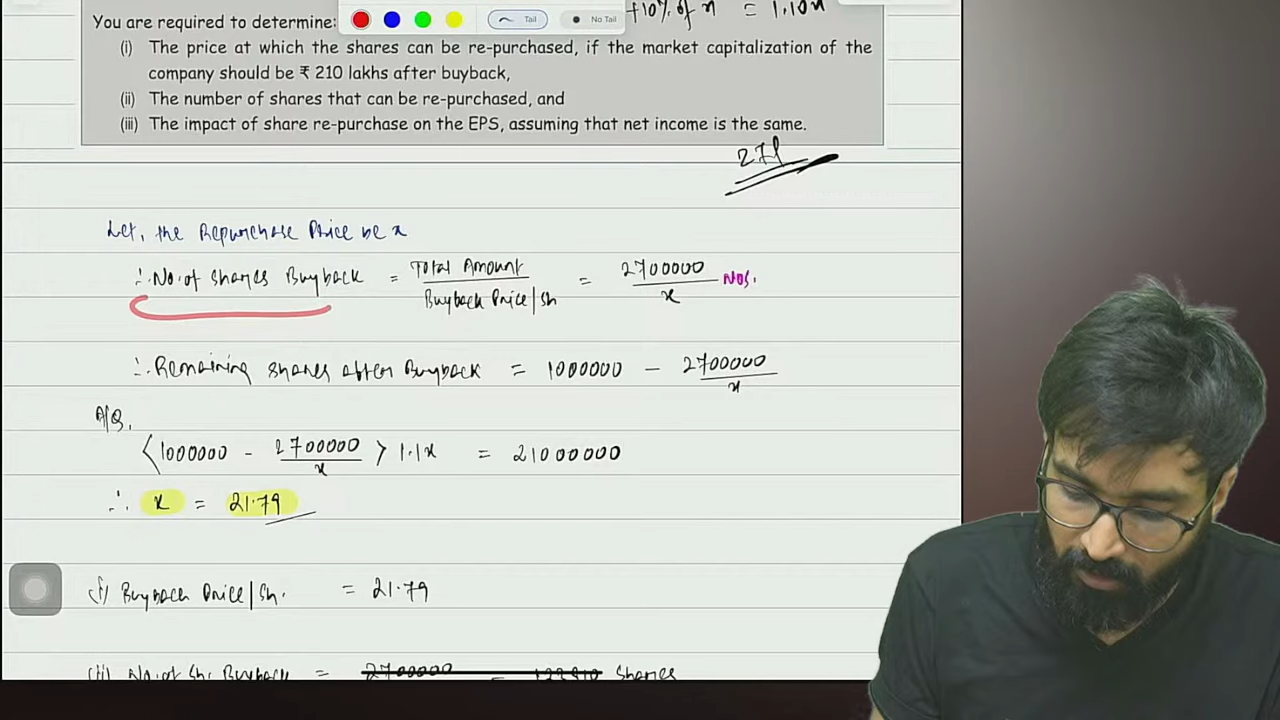 You are required to determine:
Tail
No Tail
+10% of x = 1.10x
(i) The price at which the shares can be re-purchased, if the market capitalization of the
company should be ₹ 210 lakhs after buyback,
(ii) The number of shares that can be re-purchased, and
(iii) The impact of share re-purchase on the EPS, assuming that net income is the same.
27l
Let, the Repurchase Price be x
∴ No. of Shares Buyback = Total Amount / Buyback Price/Sh = 2700000 / x Nos.
∴ Remaining shares after Buyback = 1000000 - 2700000 / x
A/Q,
<1000000 - 2700000 / x > 1.1x = 21000000
∴ x = 21.79
(i) Buyback Price/Sh. = 21.79
(ii) No. of Sh. Buyback = 2700000 = Shares